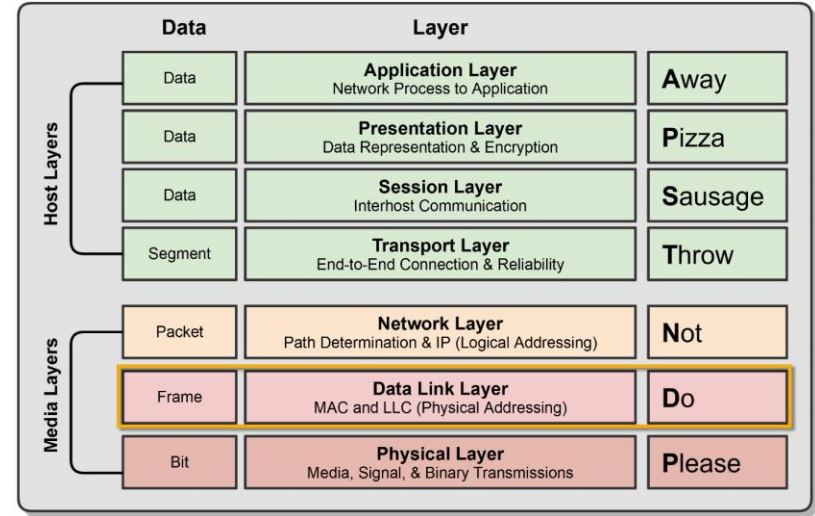 Data Layer
Host Layers
Data
Application Layer
Network Process to Application
Away
Data
Presentation Layer
Data Representation & Encryption
Pizza
Data
Session Layer
Interhost Communication
Sausage
Segment
Transport Layer
End-to-End Connection & Reliability
Throw
Media Layers
Packet
Network Layer
Path Determination & IP (Logical Addressing)
Not
Frame
Data Link Layer
MAC and LLC (Physical Addressing)
Do
Bit
Physical Layer
Media, Signal, & Binary Transmissions
Please